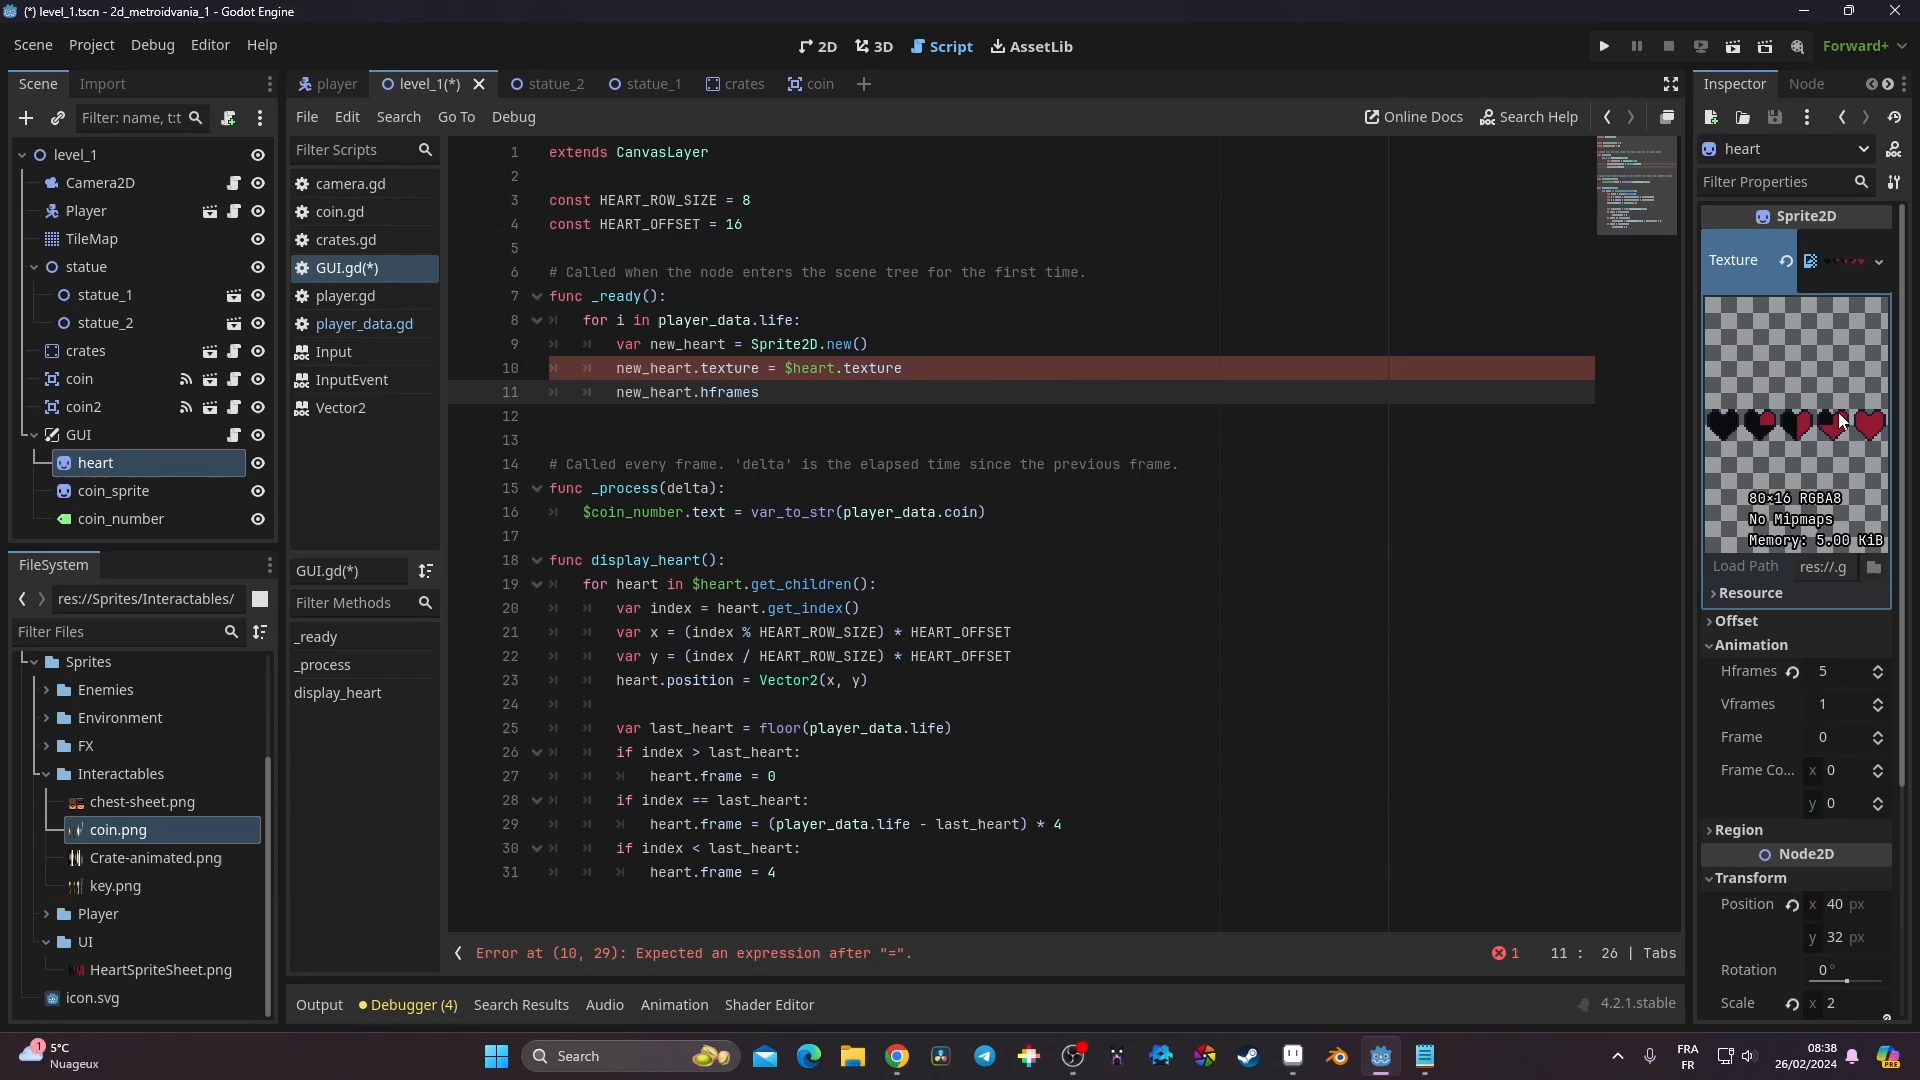 (*) level_1.tscn - 2d_metroidvania_1 - Godot Engine
Scene Project Debug Editor Help
2D 3D Script AssetLib
Forward+
Scene Import
player level_1(*) statue_2 statue_1 crates coin
Inspector Node
Filter: name, t:t
File Edit Search Go To Debug
Online Docs Search Help
level_1
Camera2D
Player
TileMap
statue
statue_1
statue_2
crates
coin
coin2
GUI
heart
coin_sprite
coin_number
FileSystem
res://Sprites/Interactables/
Filter Files
Sprites
Enemies
Environment
FX
Interactables
chest-sheet.png
coin.png
Crate-animated.png
key.png
Player
UI
HeartSpriteSheet.png
icon.svg
Filter Scripts
camera.gd
coin.gd
crates.gd
GUI.gd(*)
player.gd
player_data.gd
Input
InputEvent
Vector2
GUI.gd(*)
Filter Methods
_ready
_process
display_heart
1 extends CanvasLayer
2
3 const HEART_ROW_SIZE = 8
4 const HEART_OFFSET = 16
5
6 # Called when the node enters the scene tree for the first time.
7 func _ready():
8 for i in player_data.life:
9 var new_heart = Sprite2D.new()
10 new_heart.texture = $heart.texture
11 new_heart.hframes
12
13
14 # Called every frame. 'delta' is the elapsed time since the previous frame.
15 func _process(delta):
16 $coin_number.text = var_to_str(player_data.coin)
17
18 func display_heart():
19 for heart in $heart.get_children():
20 var index = heart.get_index()
21 var x = (index % HEART_ROW_SIZE) * HEART_OFFSET
22 var y = (index / HEART_ROW_SIZE) * HEART_OFFSET
23 heart.position = Vector2(x, y)
24
25 var last_heart = floor(player_data.life)
26 if index > last_heart:
27 heart.frame = 0
28 if index == last_heart:
29 heart.frame = (player_data.life - last_heart) * 4
30 if index < last_heart:
31 heart.frame = 4
Error at (10, 29): Expected an expression after "=".
1 11 : 26 | Tabs
Output Debugger (4) Search Results Audio Animation Shader Editor
4.2.1.stable
heart
Filter Properties
Sprite2D
Texture
80×16 RGBA8
No Mipmaps
Memory: 5.00 KiB
Load Path res://.g
Resource
Offset
Animation
Hframes 5
Vframes 1
Frame 0
Frame Co... x 0
y 0
Region
Node2D
Transform
Position x 40 px
y 32 px
Rotation 0°
Scale x 2
1
5°C
Nuageux
Search
FRA
FR
08:38
26/02/2024
PRE